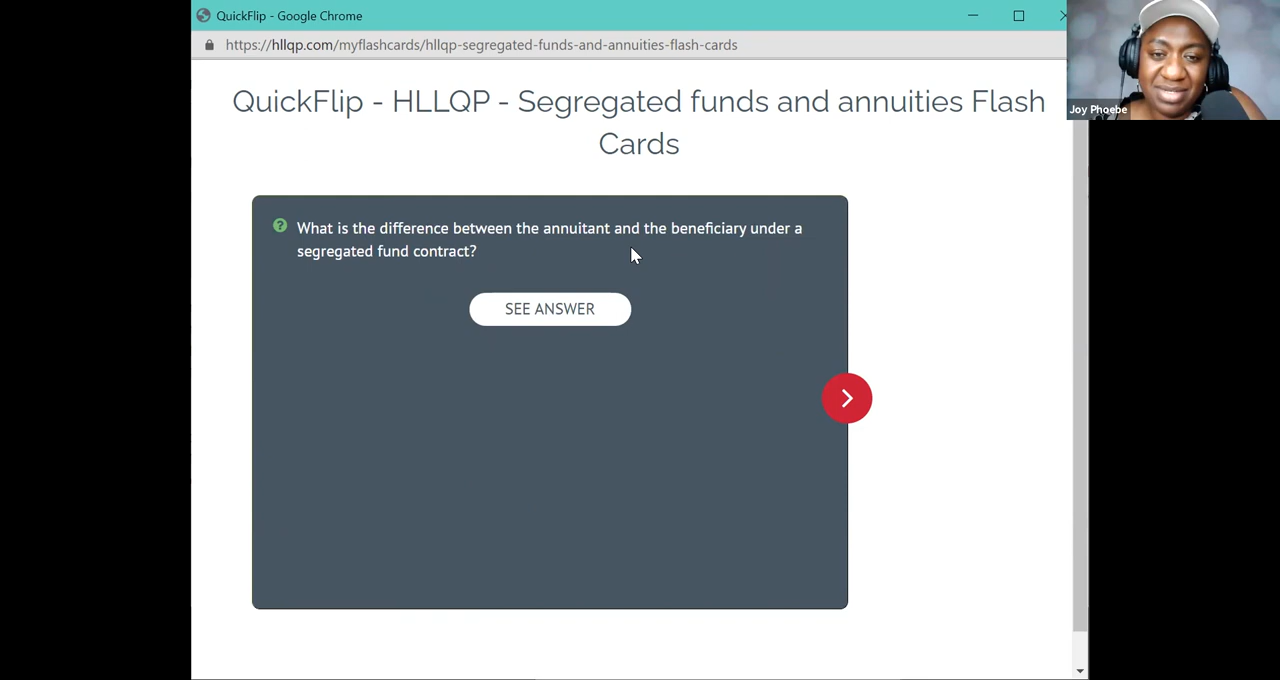 QuickFlip - Google Chrome
https://hllqp.com/myflashcards/hllqp-segregated-funds-and-annuities-flash-cards
Joy Phoebe
QuickFlip - HLLQP - Segregated funds and annuities Flash
Cards
What is the difference between the annuitant and the beneficiary under a
segregated fund contract?
SEE ANSWER